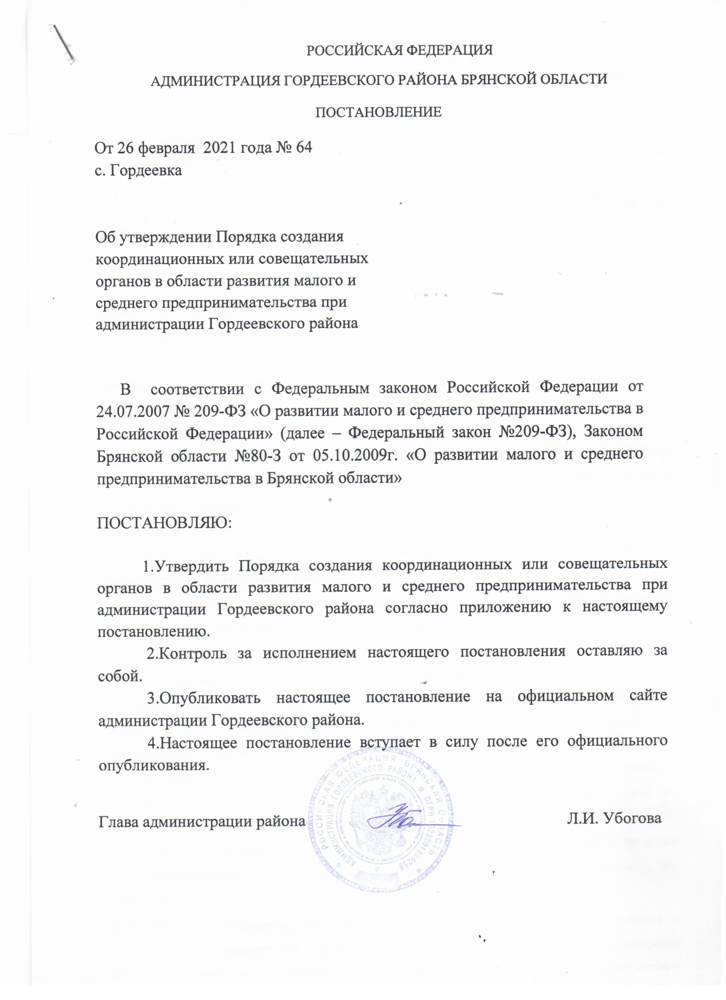 РОССИЙСКАЯ ФЕДЕРАЦИЯ
АДМИНИСТРАЦИЯ ГОРДЕЕВСКОГО РАЙОНА БРЯНСКОЙ ОБЛАСТИ
ПОСТАНОВЛЕНИЕ
От 26 февраля 2021 года № 64
с. Гордеевка
Об утверждении Порядка создания
координационных или совещательных
органов в области развития малого и
среднего предпринимательства при
администрации Гордеевского района
В соответствии с Федеральным законом Российской Федерации от
24.07.2007 № 209-ФЗ «О развитии малого и среднего предпринимательства в
Российской Федерации» (далее – Федеральный закон №209-ФЗ), Законом
Брянской области №80-З от 05.10.2009г. «О развитии малого и среднего
предпринимательства в Брянской области»
ПОСТАНОВЛЯЮ:
1.Утвердить Порядка создания координационных или совещательных
органов в области развития малого и среднего предпринимательства при
администрации Гордеевского района согласно приложению к настоящему
постановлению.
2.Контроль за исполнением настоящего постановления оставляю за
собой.
3.Опубликовать настоящее постановление на официальном сайте
администрации Гордеевского района.
4.Настоящее постановление вступает в силу после его официального
опубликования.
Глава администрации района Л.И. Убогова
РОССИЙСКАЯ ФЕДЕРАЦИЯ БРЯНСКАЯ ОБЛАСТЬ
АДМИНИСТРАЦИЯ ГОРДЕЕВСКОГО РАЙОНА * ОГРН 1023201339259